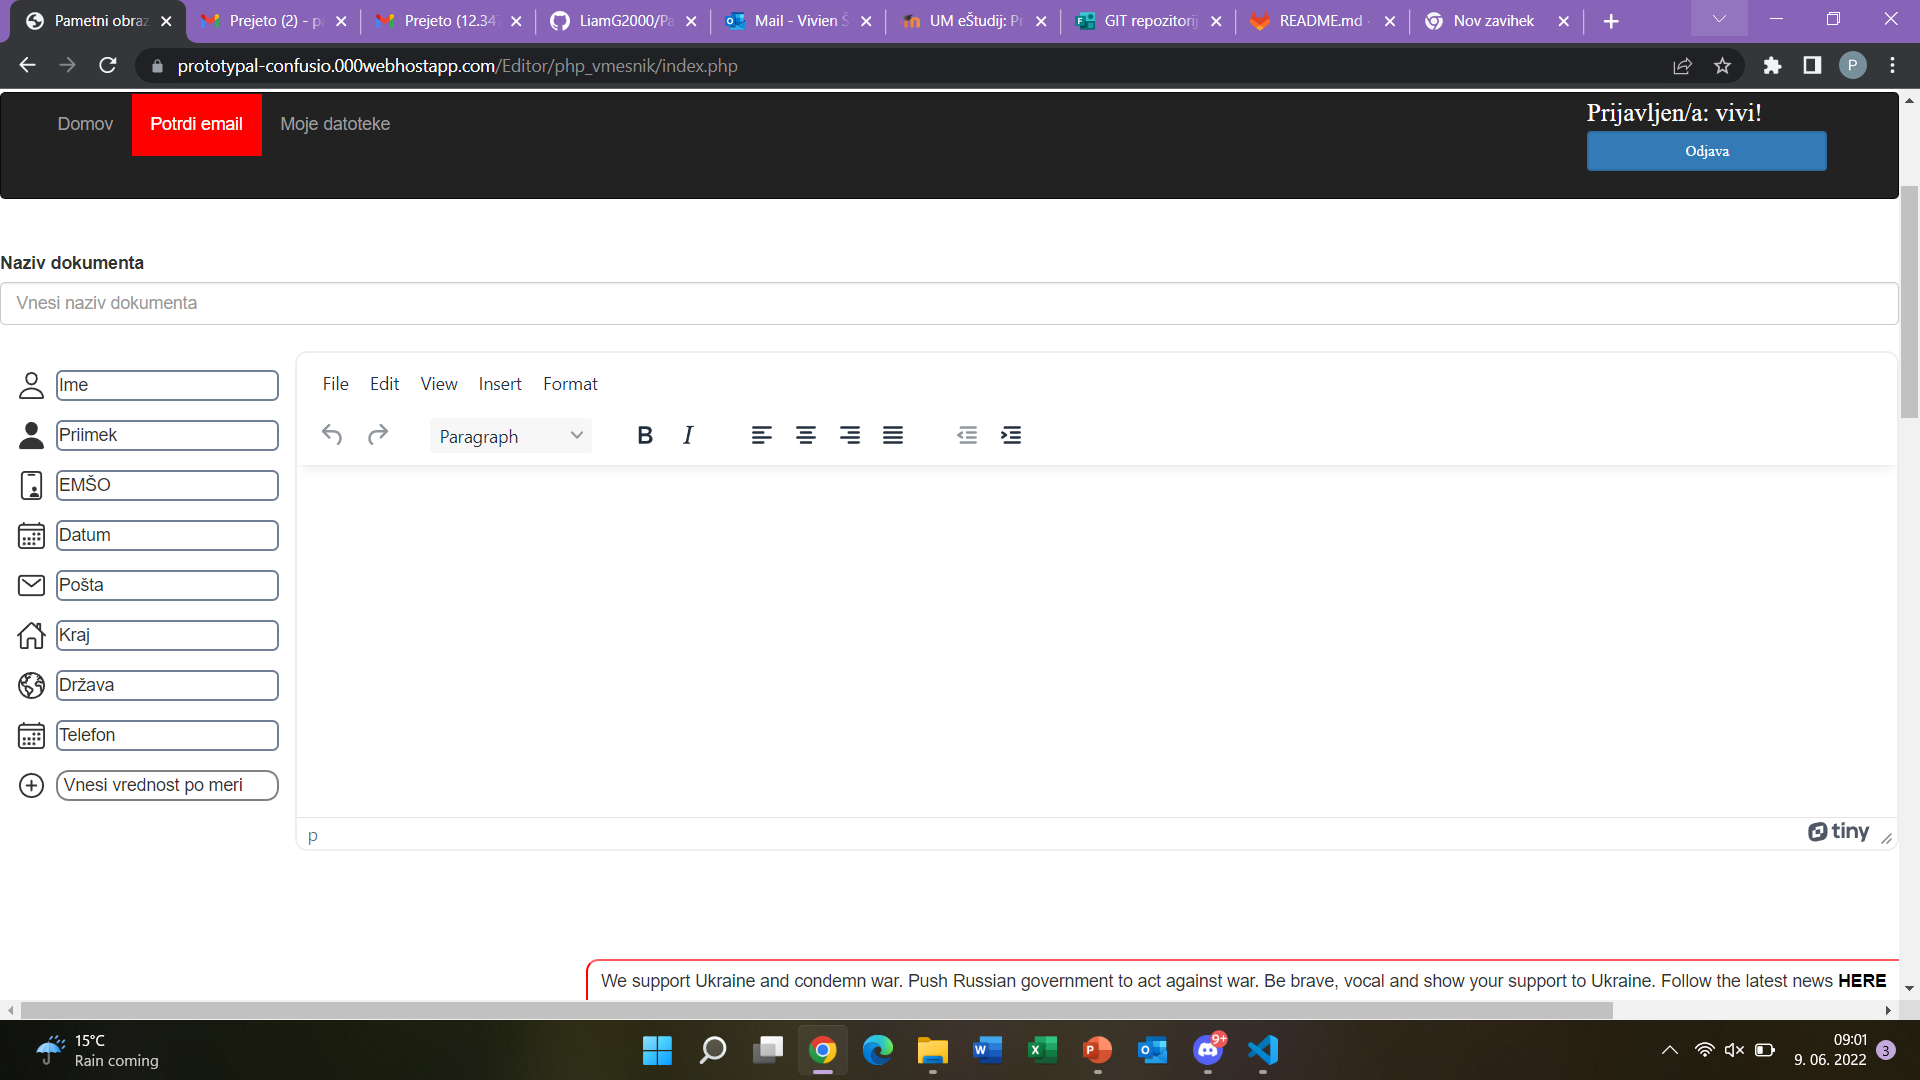 Pametni obraz
Prejeto (2) - p
Prejeto (12.34
LiamG2000/Pa
Mail - Vivien Š
UM eŠtudij: Pr
GIT repozitorij
README.md
Nov zavihek
prototypal-confusio.000webhostapp.com/Editor/php_vmesnik/index.php
P
Domov
Potrdi email
Moje datoteke
Prijavljen/a: vivi!
Odjava
Naziv dokumenta
Vnesi naziv dokumenta
Ime
Priimek
EMŠO
Datum
Pošta
Kraj
Država
Telefon
Vnesi vrednost po meri
File Edit View Insert Format
Paragraph
B I
p
tiny
We support Ukraine and condemn war. Push Russian government to act against war. Be brave, vocal and show your support to Ukraine. Follow the latest news HERE
15°C
Rain coming
9+
09:01
9. 06. 2022
3